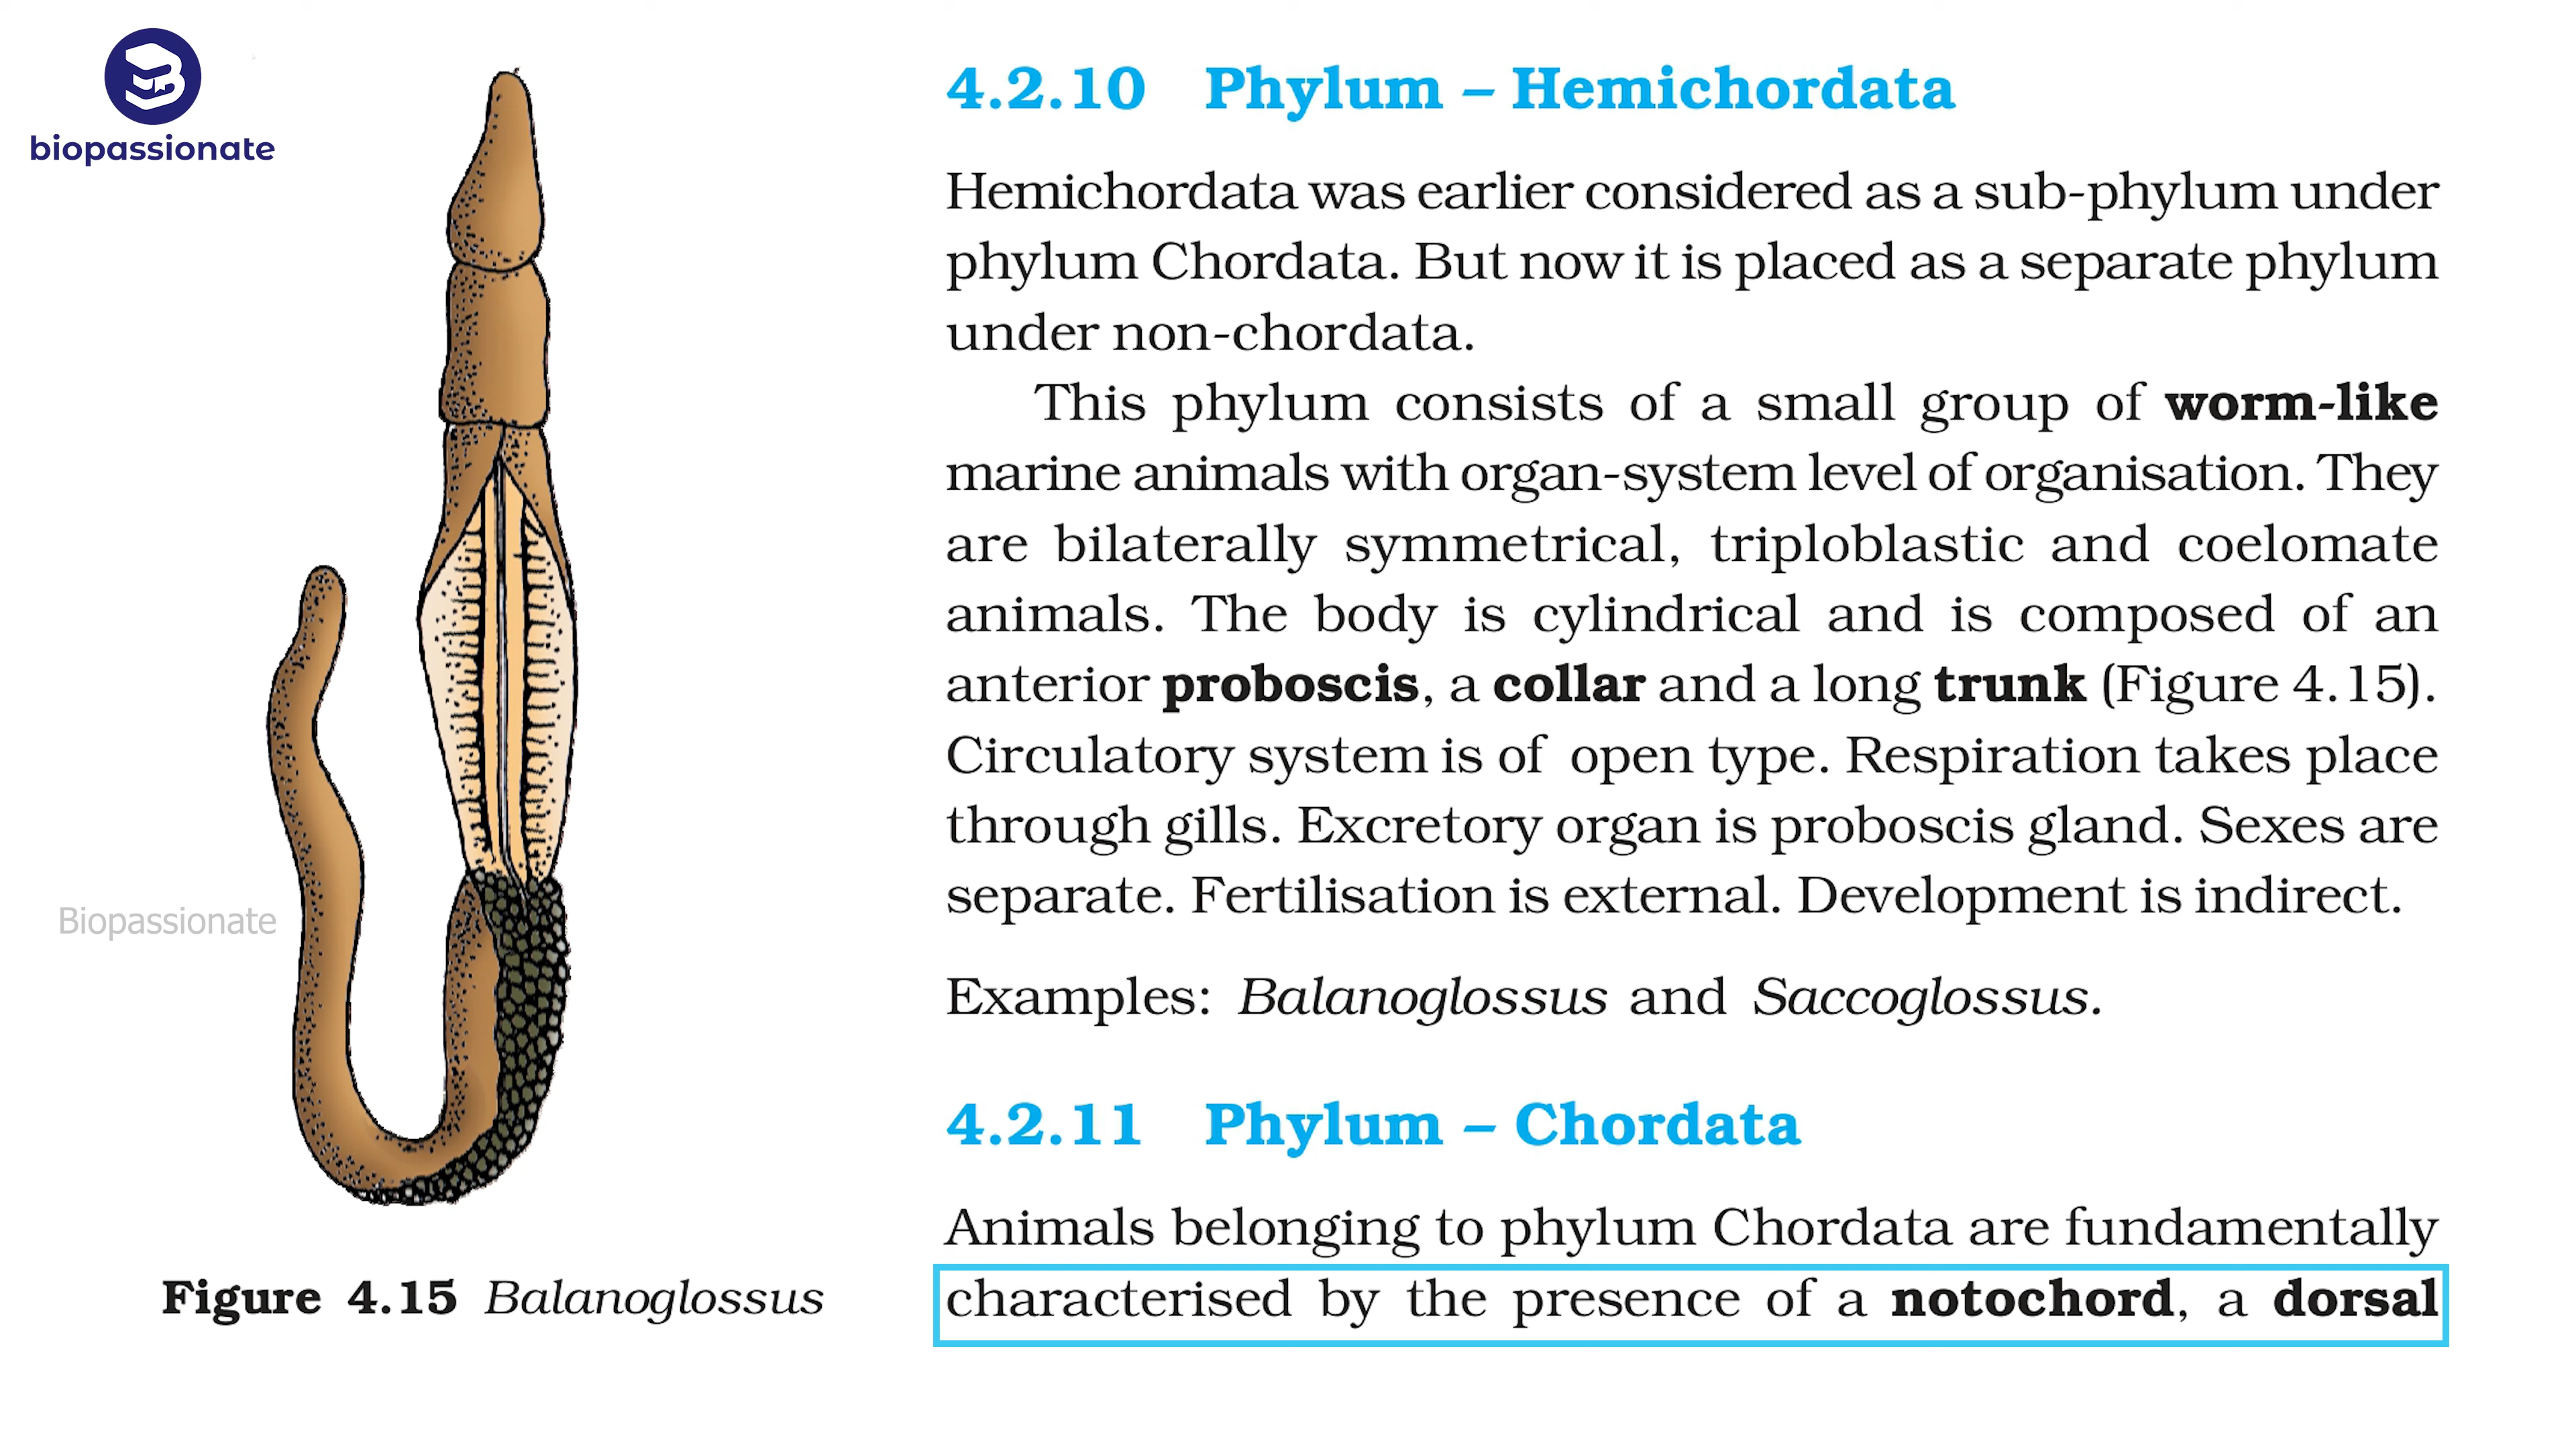 biopassionate
4.2.10 Phylum – Hemichordata
Hemichordata was earlier considered as a sub-phylum under
phylum Chordata. But now it is placed as a separate phylum
under non-chordata.
This phylum consists of a small group of worm-like
marine animals with organ-system level of organisation. They
are bilaterally symmetrical, triploblastic and coelomate
animals. The body is cylindrical and is composed of an
anterior proboscis, a collar and a long trunk (Figure 4.15).
Circulatory system is of open type. Respiration takes place
through gills. Excretory organ is proboscis gland. Sexes are
separate. Fertilisation is external. Development is indirect.
Examples: Balanoglossus and Saccoglossus.
4.2.11 Phylum – Chordata
Animals belonging to phylum Chordata are fundamentally
characterised by the presence of a notochord, a dorsal
Biopassionate
Figure 4.15 Balanoglossus